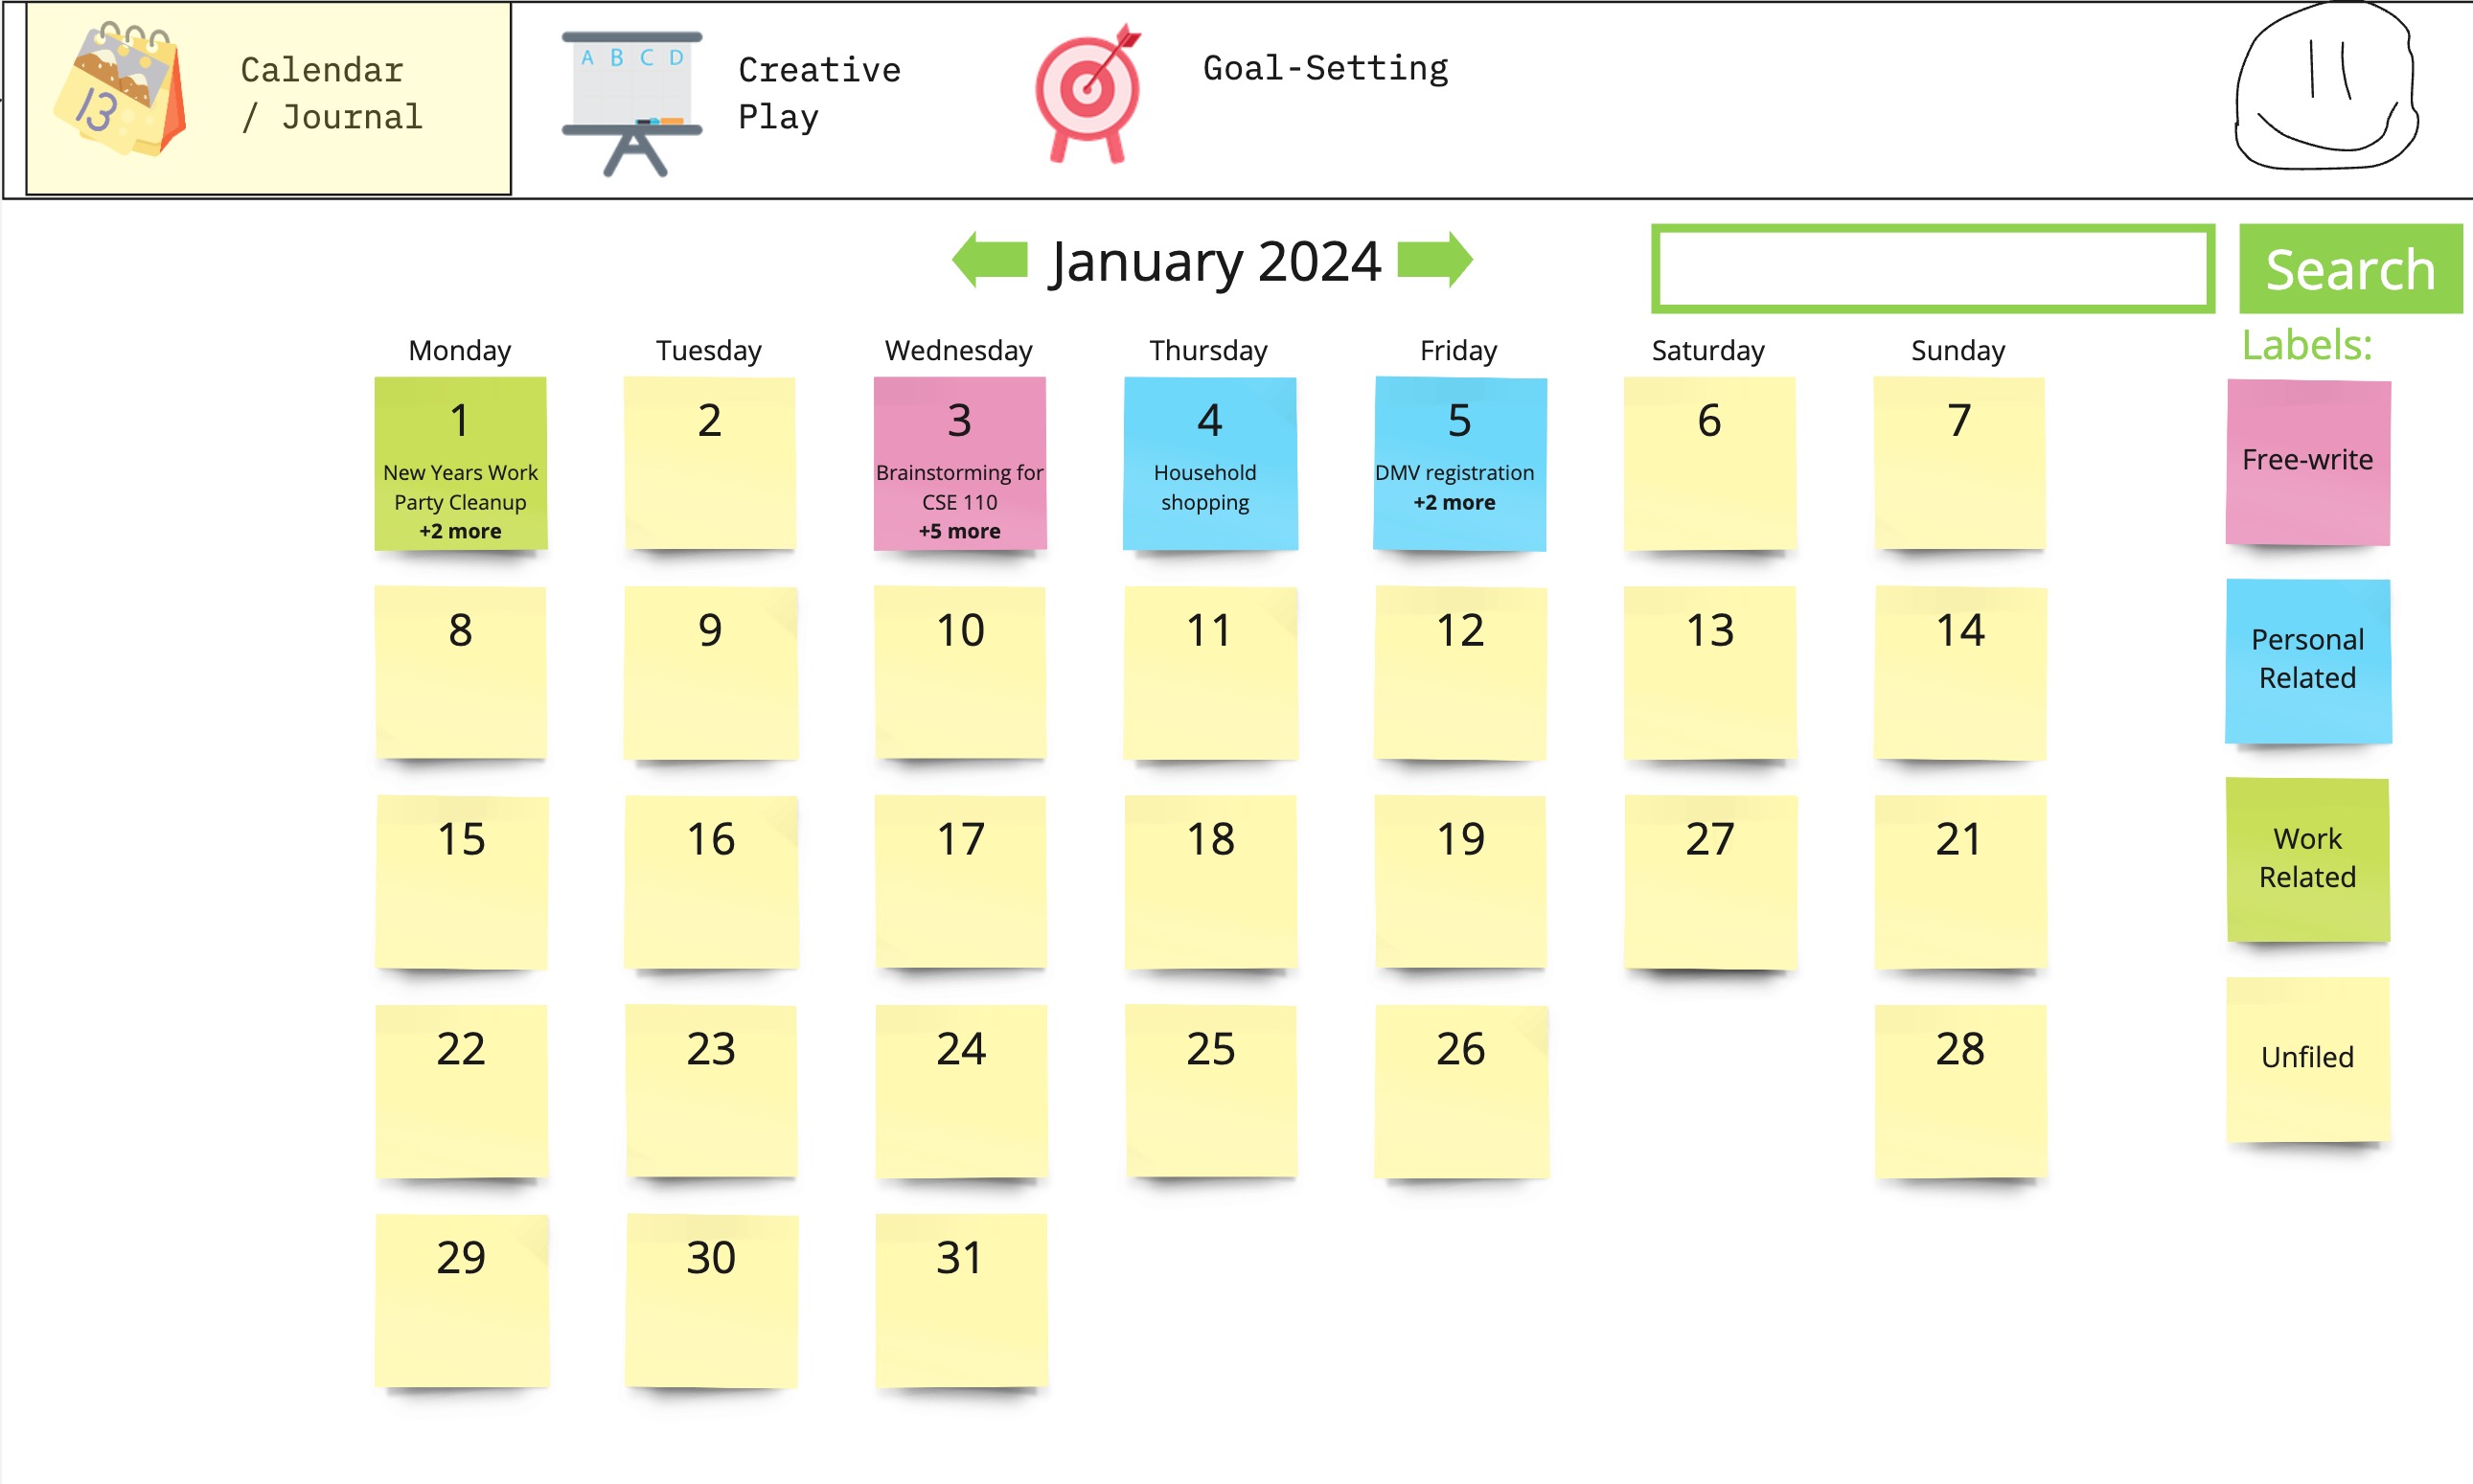 Calendar
/ Journal
13
A B C D
Creative
Play
Goal-Setting
January 2024
Search
Labels:
Monday Tuesday Wednesday Thursday Friday Saturday Sunday
1
New Years Work
Party Cleanup
+2 more
2
3
Brainstorming for
CSE 110
+5 more
4
Household
shopping
5
DMV registration
+2 more
6
7
8
9
10
11
12
13
14
15
16
17
18
19
27
21
22
23
24
25
26
28
29
30
31
Free-write
Personal
Related
Work
Related
Unfiled